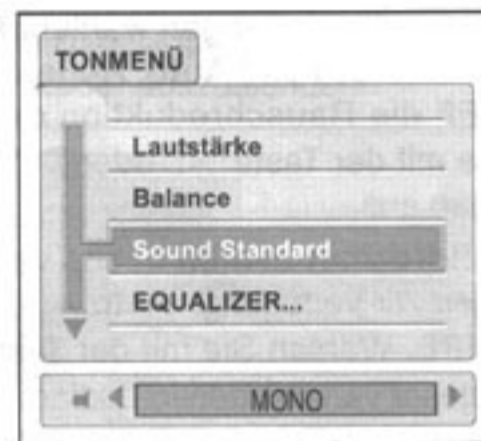 TONMENÜ
Lautstärke
Balance
Sound Standard
EQUALIZER...
MONO